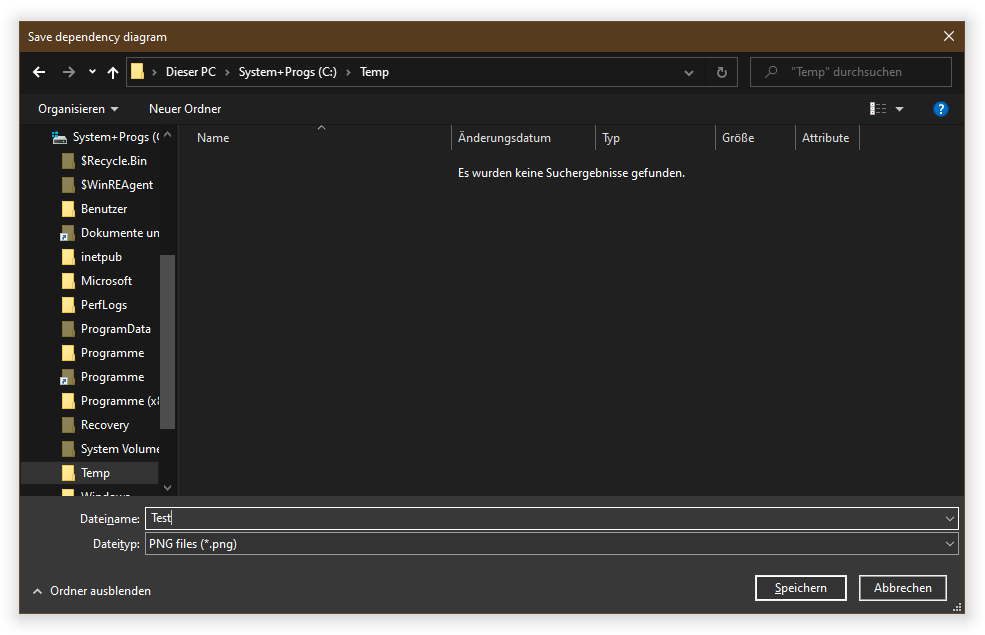 Save dependency diagram
Dieser PC > System+Progs (C:) > Temp
"Temp" durchsuchen
Organisieren
Neuer Ordner
?
System+Progs (
$Recycle.Bin
$WinREAgent
Benutzer
Dokumente un
inetpub
Microsoft
PerfLogs
ProgramData
Programme
Programme
Programme (x8
Recovery
System Volume
Temp
Windows
Name
Änderungsdatum
Typ
Größe
Attribute
Es wurden keine Suchergebnisse gefunden.
Dateiname: Test
Dateityp: PNG files (*.png)
Ordner ausblenden
Speichern
Abbrechen